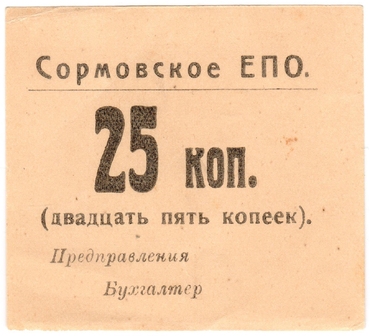 Сормовское ЕПО.
25 коп.
(двадцать пять копеек).
Предправления
Бухгалтер